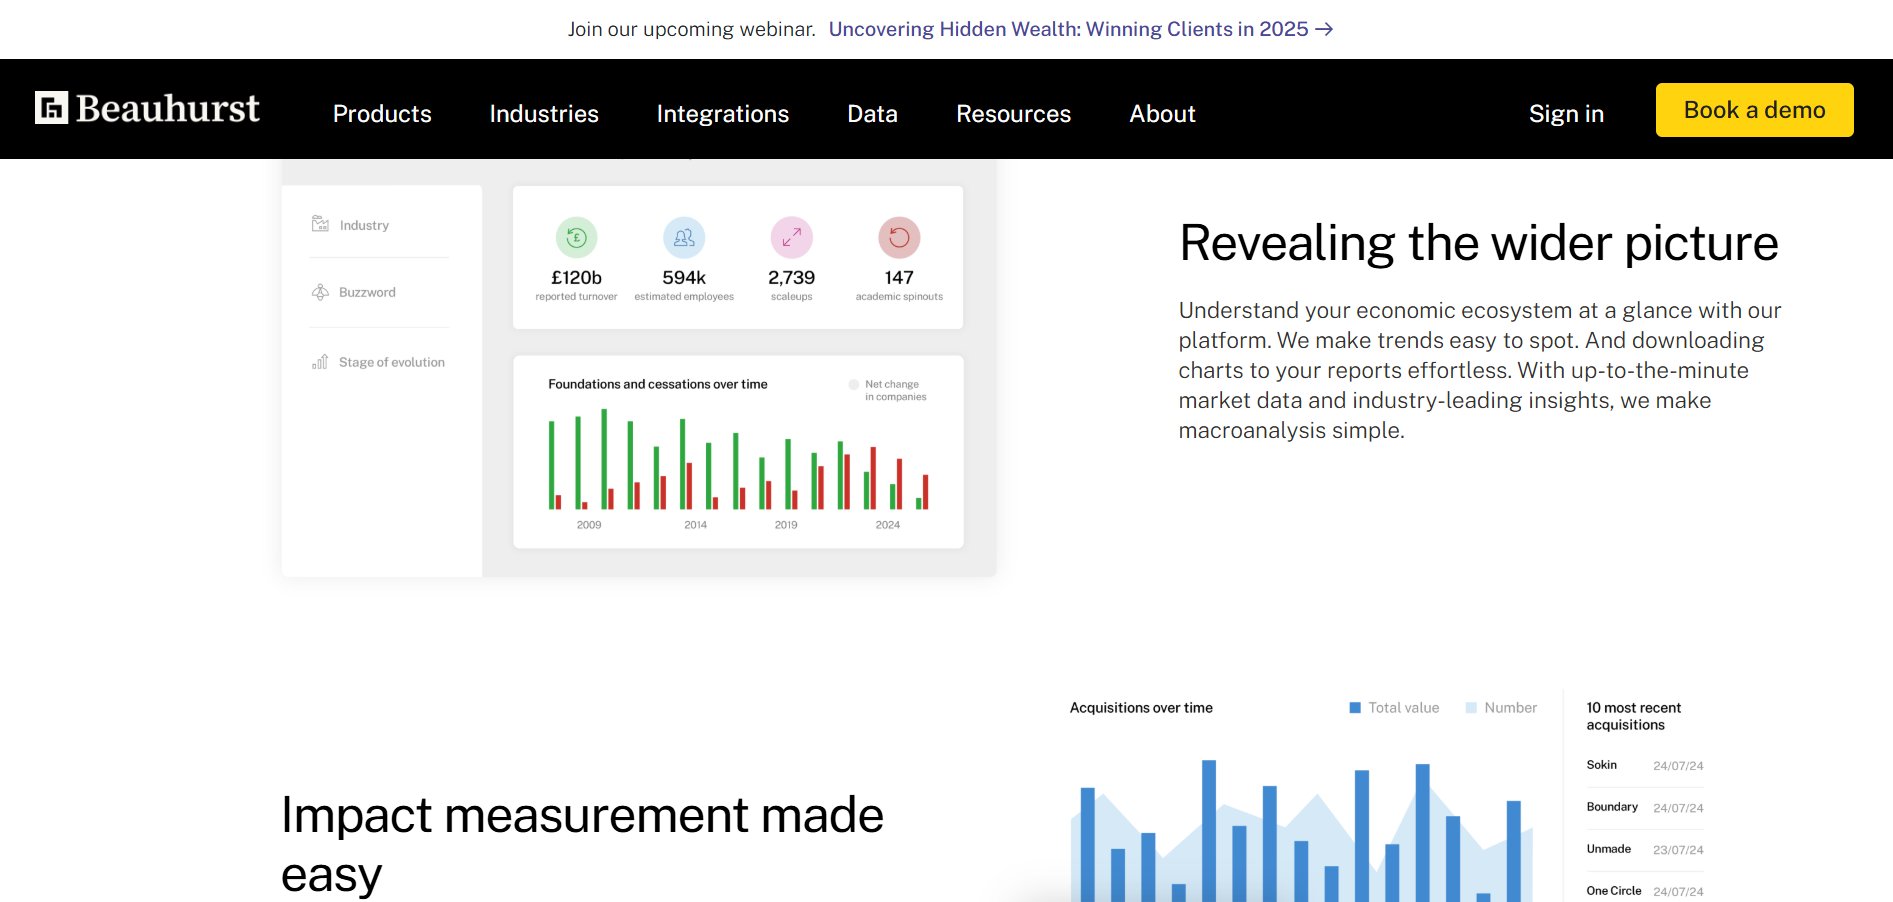 Join our upcoming webinar. Uncovering Hidden Wealth: Winning Clients in 2025 →
Beauhurst
Products
Industries
Integrations
Data
Resources
About
Sign in
Book a demo
Industry
Buzzword
Stage of evolution
£120b
reported turnover
594k
estimated employees
2,739
scaleups
147
academic spinouts
Foundations and cessations over time
Net change
in companies
2009
2014
2019
2024
Revealing the wider picture
Understand your economic ecosystem at a glance with our
platform. We make trends easy to spot. And downloading
charts to your reports effortless. With up-to-the-minute
market data and industry-leading insights, we make
macroanalysis simple.
Impact measurement made
easy
Acquisitions over time
Total value
Number
10 most recent
acquisitions
Sokin 24/07/24
Boundary 24/07/24
Unmade 23/07/24
One Circle 24/07/24